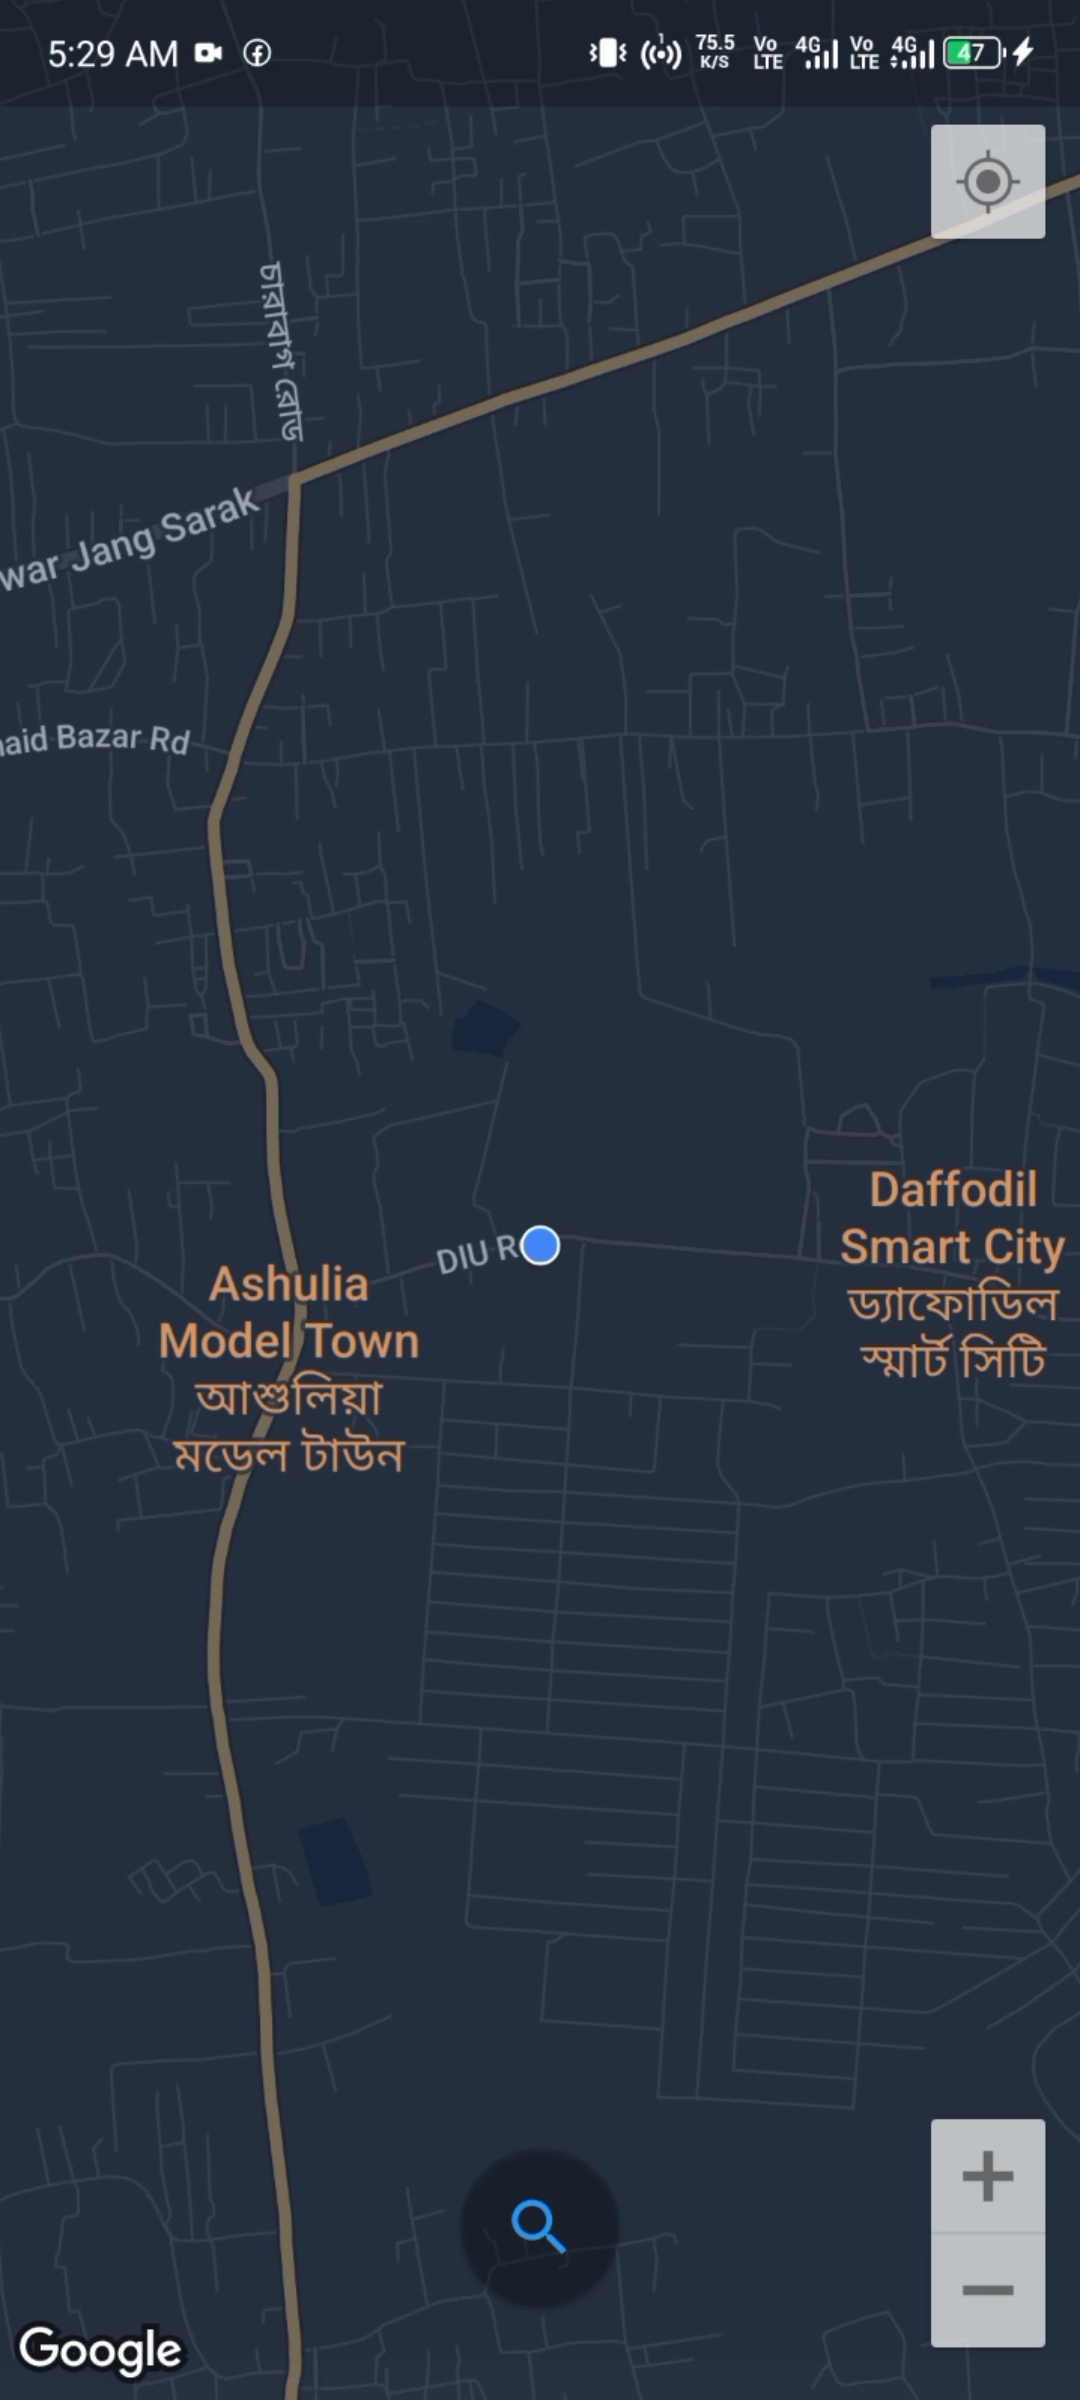 5:29 AM
75.5 K/S Vo LTE 4G Vo LTE 4G 47
চারাবাগ রোড
war Jang Sarak
naid Bazar Rd
DIU R
Daffodil
Smart City
ড্যাফোডিল
স্মার্ট সিটি
Ashulia
Model Town
আশুলিয়া
মডেল টাউন
Google